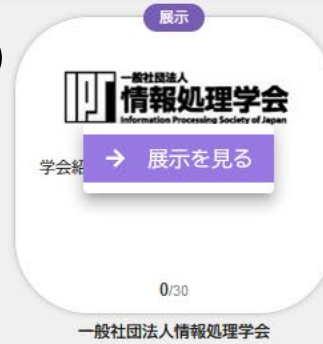 展示
一般社団法人
情報処理学会
Information Processing Society of Japan
学会紹
→ 展示を見る
0/30
一般社団法人情報処理学会